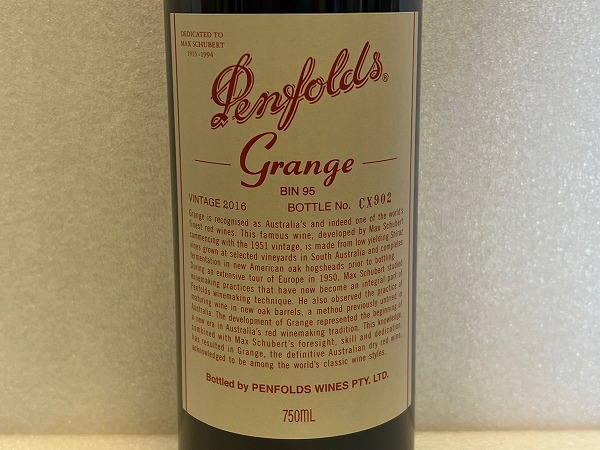 DEDICATED TO
MAX SCHUBERT
1915-1994
Penfolds®
Grange
BIN 95
VINTAGE 2016 BOTTLE No. CX902
Grange is recognised as Australia's and indeed one of the world's
finest red wines. This famous wine, developed by Max Schubert
commencing with the 1951 vintage, is made from low yielding Shiraz
vines grown at selected vineyards in South Australia and completes
fermentation in new American oak hogsheads prior to bottling.
During an extensive tour of Europe in 1950, Max Schubert studied
winemaking practices that have now become an integral part of
Penfolds winemaking technique. He also observed the practice of
maturing wine in new oak barrels, a method previously untried in
Australia. The development of Grange represented the beginning of
a new era in Australia's red winemaking tradition. This knowledge,
combined with Max Schubert's foresight, skill and dedication,
has resulted in Grange, the definitive Australian dry red wine,
acknowledged to be among the world's classic wine styles.
Bottled by PENFOLDS WINES PTY. LTD.
750ML